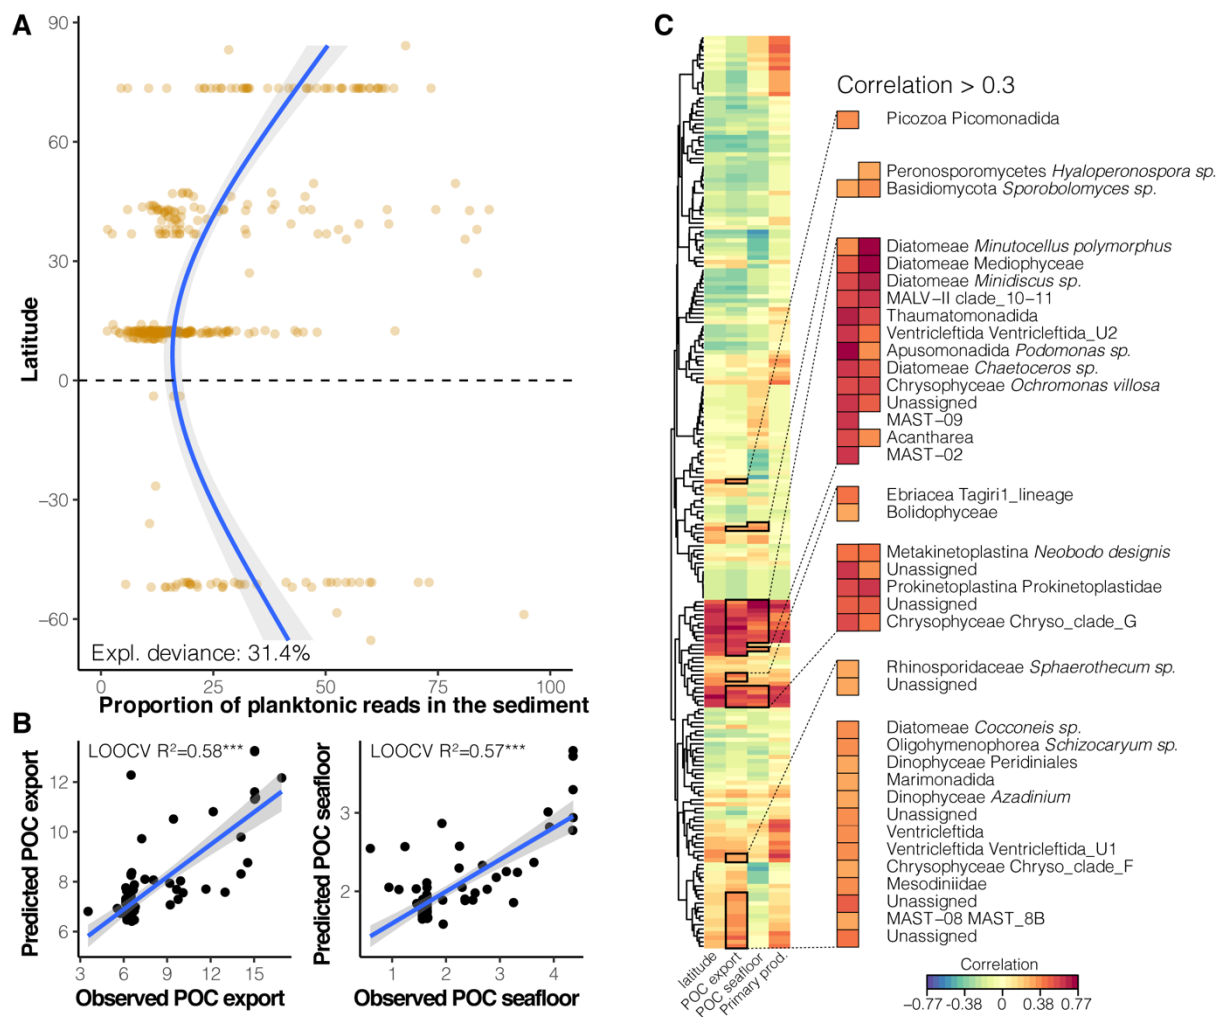 A
90
60
30
0
−30
−60
Latitude
Expl. deviance: 31.4%
0
25
50
75
100
Proportion of planktonic reads in the sediment
B
LOOCV R²=0.58***
12
10
8
6
Predicted POC export
3
6
9
12
15
Observed POC export
LOOCV R²=0.57***
3
2
Predicted POC seafloor
1
2
3
4
Observed POC seafloor
C
Correlation > 0.3
Picozoa Picomonadida
Peronosporomycetes Hyaloperonospora sp.
Basidiomycota Sporobolomyces sp.
Diatomeae Minutocellus polymorphus
Diatomeae Mediophyceae
Diatomeae Minidiscus sp.
MALV−II clade_10−11
Thaumatomonadida
Ventricleftida Ventricleftida_U2
Apusomonadida Podomonas sp.
Diatomeae Chaetoceros sp.
Chrysophyceae Ochromonas villosa
Unassigned
MAST−09
Acantharea
MAST−02
Ebriacea Tagiri1_lineage
Bolidophyceae
Metakinetoplastina Neobodo designis
Unassigned
Prokinetoplastina Prokinetoplastidae
Unassigned
Chrysophyceae Chryso_clade_G
Rhinosporidaceae Sphaerothecum sp.
Unassigned
Diatomeae Cocconeis sp.
Oligohymenophorea Schizocaryum sp.
Dinophyceae Peridiniales
Marimonadida
Dinophyceae Azadinium
Unassigned
Ventricleftida
Ventricleftida Ventricleftida_U1
Chrysophyceae Chryso_clade_F
Mesodiniidae
Unassigned
MAST−08 MAST_8B
Unassigned
latitude
POC export
POC seafloor
Primary prod.
Correlation
−0.77
−0.38
0
0.38
0.77